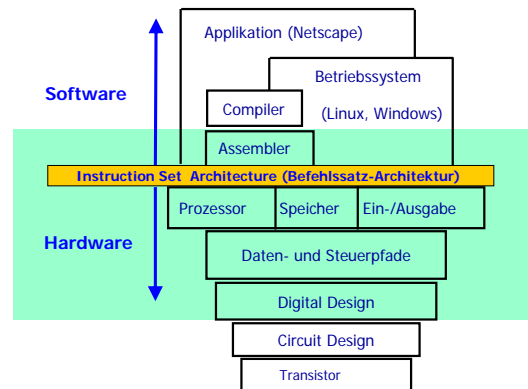 Applikation (Netscape)
Betriebssystem
Software
Compiler
(Linux, Windows)
Assembler
Instruction Set Architecture (Befehlssatz-Architektur)
Prozessor
Speicher
Ein-/Ausgabe
Hardware
Daten- und Steuerpfade
Digital Design
Circuit Design
Transistor